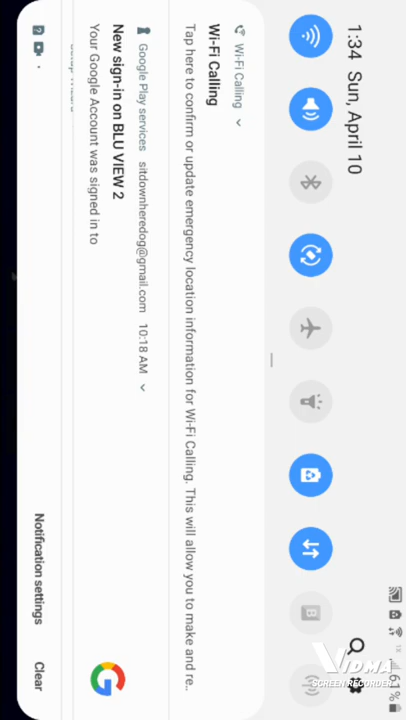 61%
1:34 Sun, April 10
B
VIDMA
SCREEN RECORDER
Wi-Fi Calling
Wi-Fi Calling
Tap here to confirm or update emergency location information for Wi-Fi Calling. This will allow you to make and re..
Google Play services sitdownheredog@gmail.com 10:18 AM
New sign-in on BLU VIEW 2
Your Google Account was signed in to
Notification settings
Clear